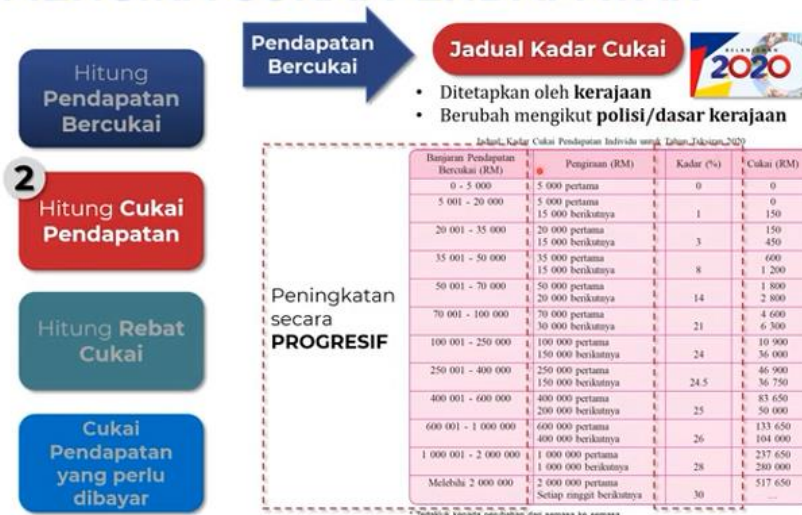 Hitung
Pendapatan
Bercukai
2
Hitung Cukai
Pendapatan
Hitung Rebat
Cukai
Cukai
Pendapatan
yang perlu
dibayar
Pendapatan
Bercukai
Jadual Kadar Cukai
BELANJAWAN
2020
• Ditetapkan oleh kerajaan
• Berubah mengikut polisi/dasar kerajaan
Jadual: Kadar Cukai Pendapatan Individu untuk Tahun Taksiran 2020
Peningkatan
secara
PROGRESIF
Banjaran Pendapatan Bercukai (RM) Pengiraan (RM) Kadar (%) Cukai (RM)
0 - 5 000 5 000 pertama 0 0
5 001 - 20 000 5 000 pertama 0
15 000 berikutnya 1 150
20 001 - 35 000 20 000 pertama 150
15 000 berikutnya 3 450
35 001 - 50 000 35 000 pertama 600
15 000 berikutnya 8 1 200
50 001 - 70 000 50 000 pertama 1 800
20 000 berikutnya 14 2 800
70 001 - 100 000 70 000 pertama 4 600
30 000 berikutnya 21 6 300
100 001 - 250 000 100 000 pertama 10 900
150 000 berikutnya 24 36 000
250 001 - 400 000 250 000 pertama 46 900
150 000 berikutnya 24.5 36 750
400 001 - 600 000 400 000 pertama 83 650
200 000 berikutnya 25 50 000
600 001 - 1 000 000 600 000 pertama 133 650
400 000 berikutnya 26 104 000
1 000 001 - 2 000 000 1 000 000 pertama 237 650
1 000 000 berikutnya 28 280 000
Melebihi 2 000 000 2 000 000 pertama 517 650
Setiap ringgit berikutnya 30 ...